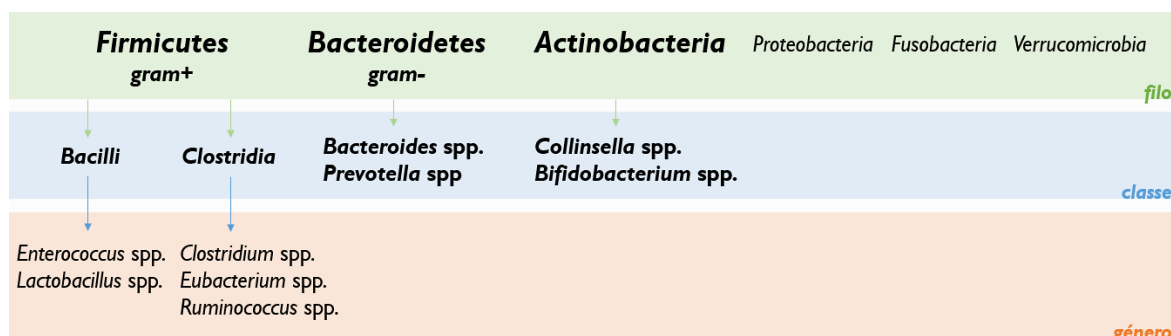 Firmicutes
gram+
Bacteroidetes
gram-
Actinobacteria
Proteobacteria
Fusobacteria
Verrucomicrobia
filo
Bacilli
Clostridia
Bacteroides spp.
Prevotella spp
Collinsella spp.
Bifidobacterium spp.
classe
Enterococcus spp.
Lactobacillus spp.
Clostridium spp.
Eubacterium spp.
Ruminococcus spp.
género